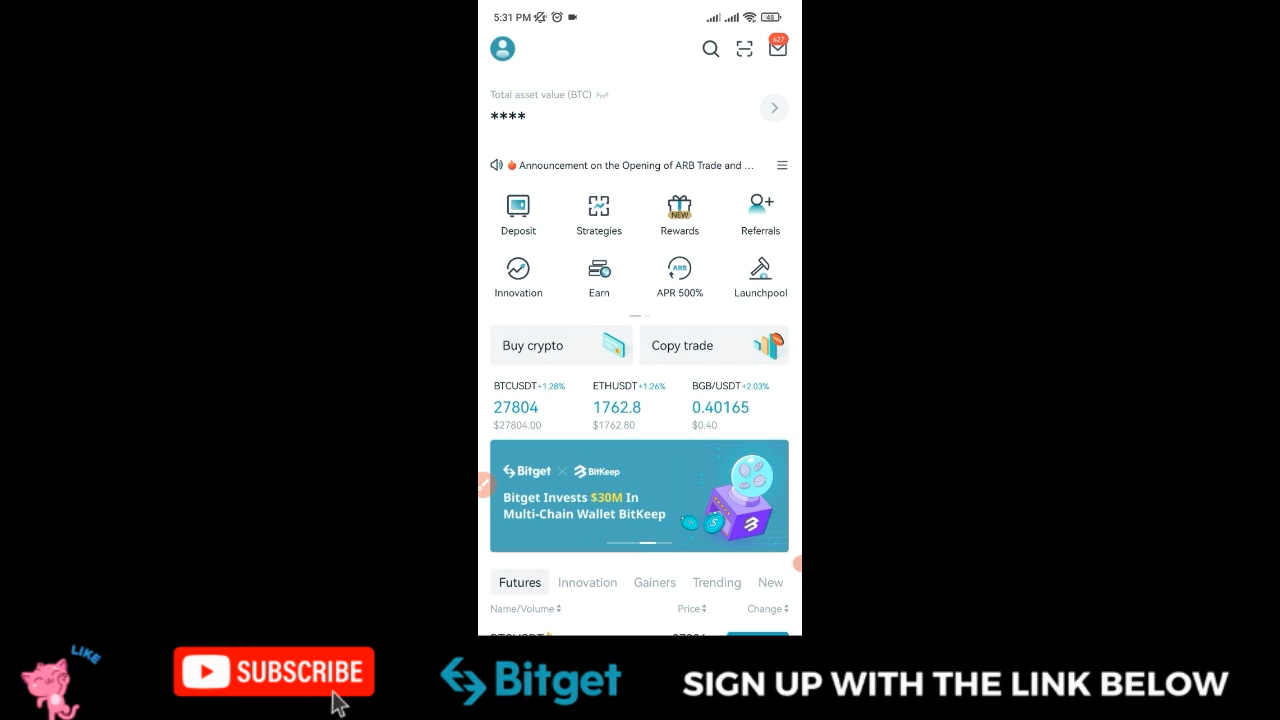 5:31 PM
48
627
Total asset value (BTC)
****
Announcement on the Opening of ARB Trade and ...
Deposit
Strategies
NEW
Rewards
Referrals
Innovation
Earn
ARB
APR 500%
Launchpool
Buy crypto
Copy trade
BTCUSDT+1.28%
ETHUSDT+1.26%
BGB/USDT+2.03%
27804
1762.8
0.40165
$27804.00
$1762.80
$0.40
Bitget
BitKeep
Bitget Invests $30M In
Multi-Chain Wallet BitKeep
Futures
Innovation
Gainers
Trending
New
Name/Volume
Price
Change
LIKE
SUBSCRIBE
Bitget
SIGN UP WITH THE LINK BELOW